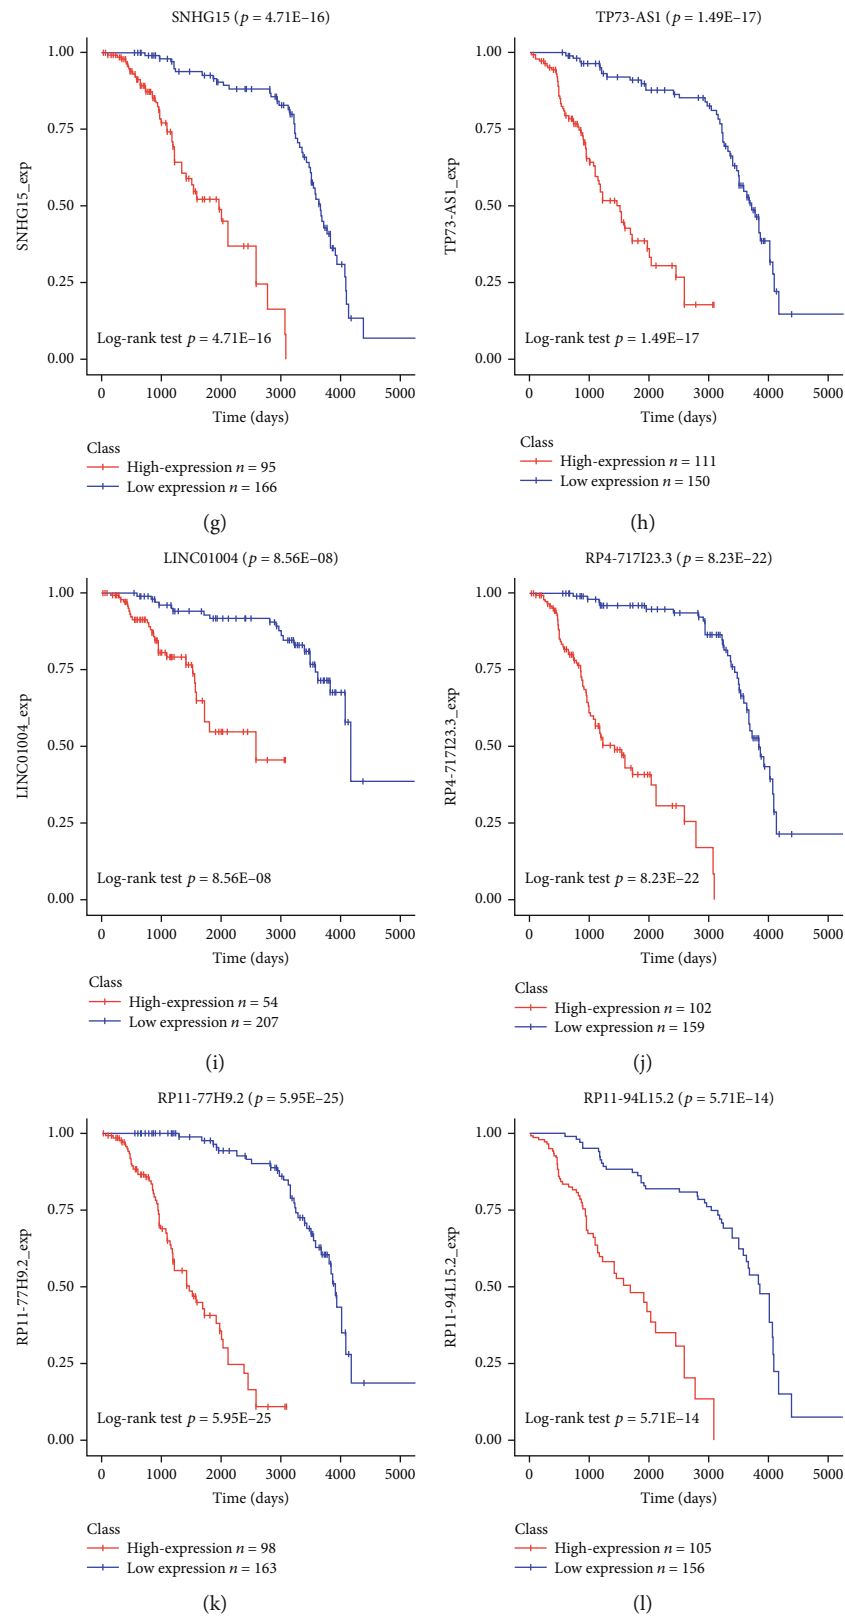 SNHG15 (p = 4.71E–16)
1.00
0.75
0.50
0.25
0.00
SNHG15_exp
Log-rank test p = 4.71E–16
0 1000 2000 3000 4000 5000
Time (days)
Class
High-expression n = 95
Low expression n = 166
(g)
TP73-AS1 (p = 1.49E–17)
1.00
0.75
0.50
0.25
0.00
TP73-AS1_exp
Log-rank test p = 1.49E–17
0 1000 2000 3000 4000 5000
Time (days)
Class
High-expression n = 111
Low expression n = 150
(h)
LINC01004 (p = 8.56E–08)
1.00
0.75
0.50
0.25
0.00
LINC01004_exp
Log-rank test p = 8.56E–08
0 1000 2000 3000 4000 5000
Time (days)
Class
High-expression n = 54
Low expression n = 207
(i)
RP4-717I23.3 (p = 8.23E–22)
1.00
0.75
0.50
0.25
0.00
RP4-717I23.3_exp
Log-rank test p = 8.23E–22
0 1000 2000 3000 4000 5000
Time (days)
Class
High-expression n = 102
Low expression n = 159
(j)
RP11-77H9.2 (p = 5.95E–25)
1.00
0.75
0.50
0.25
0.00
RP11-77H9.2_exp
Log-rank test p = 5.95E–25
0 1000 2000 3000 4000 5000
Time (days)
Class
High-expression n = 98
Low expression n = 163
(k)
RP11-94L15.2 (p = 5.71E–14)
1.00
0.75
0.50
0.25
0.00
RP11-94L15.2_exp
Log-rank test p = 5.71E–14
0 1000 2000 3000 4000 5000
Time (days)
Class
High-expression n = 105
Low expression n = 156
(l)